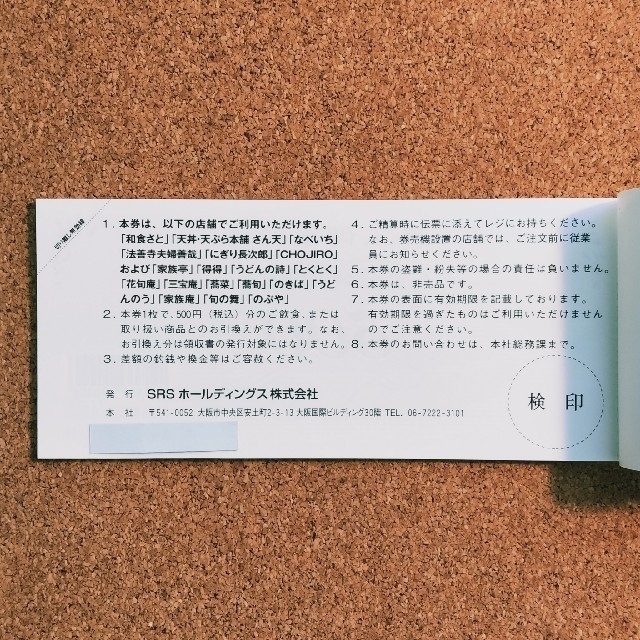 切り離し無効線
1. 本券は、以下の店舗でご利用いただけます。
「和食さと」「天丼・天ぷら本舗 さん天」「なべいち」
「法善寺夫婦善哉」「にぎり長次郎」「CHOJIRO」
および「家族亭」「得得」「うどんの詩」「とくとく」
「花旬庵」「三宝庵」「蕎菜」「蕎旬」「のきば」「うど
んのう」「家族庵」「旬の舞」「のぶや」
2. 本券1枚で、500円（税込）分のご飲食、または
取り扱い商品とのお引換えができます。なお、
お引換え分は領収書の発行対象にはなりません。
3. 差額の釣銭や換金等はご容赦ください。
4. ご精算時に伝票に添えてレジにお持ちください。
なお、券売機設置の店舗では、ご注文前に従業
員にお知らせください。
5. 本券の盗難・紛失等の場合の責任は負いません。
6. 本券は、非売品です。
7. 本券の表面に有効期限を記載しております。
有効期限を過ぎたものはご利用いただけません
のでご注意ください。
8. 本券のお問い合わせは、本社総務課まで。
発 行 SRSホールディングス株式会社
本 社 〒541-0052 大阪市中央区安土町2-3-13 大阪国際ビルディング30階 TEL. 06-7222-3101
検 印